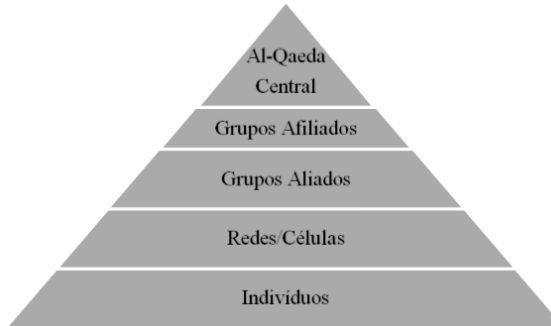 Al-Qaeda
Central
Grupos Afiliados
Grupos Aliados
Redes/Células
Indivíduos